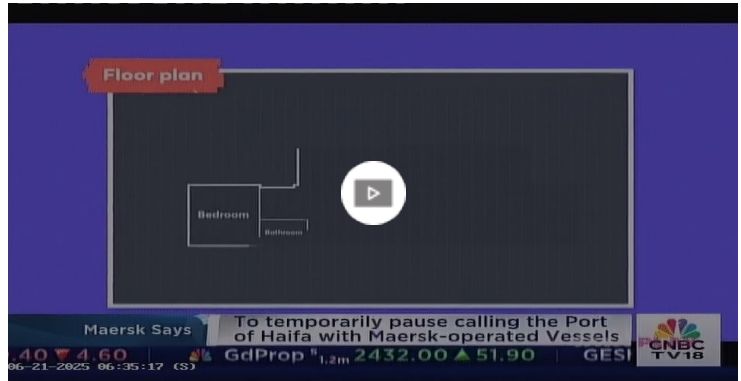 Floor plan
Bedroom
Bathroom
Maersk Says
To temporarily pause calling the Port
of Haifa with Maersk-operated Vessels
CNBC
TV18
.40 ▼ 4.60
GdProp
1.2m
2432.00 ▲ 51.90
GESI
06-21-2025 06:35:17 (S)